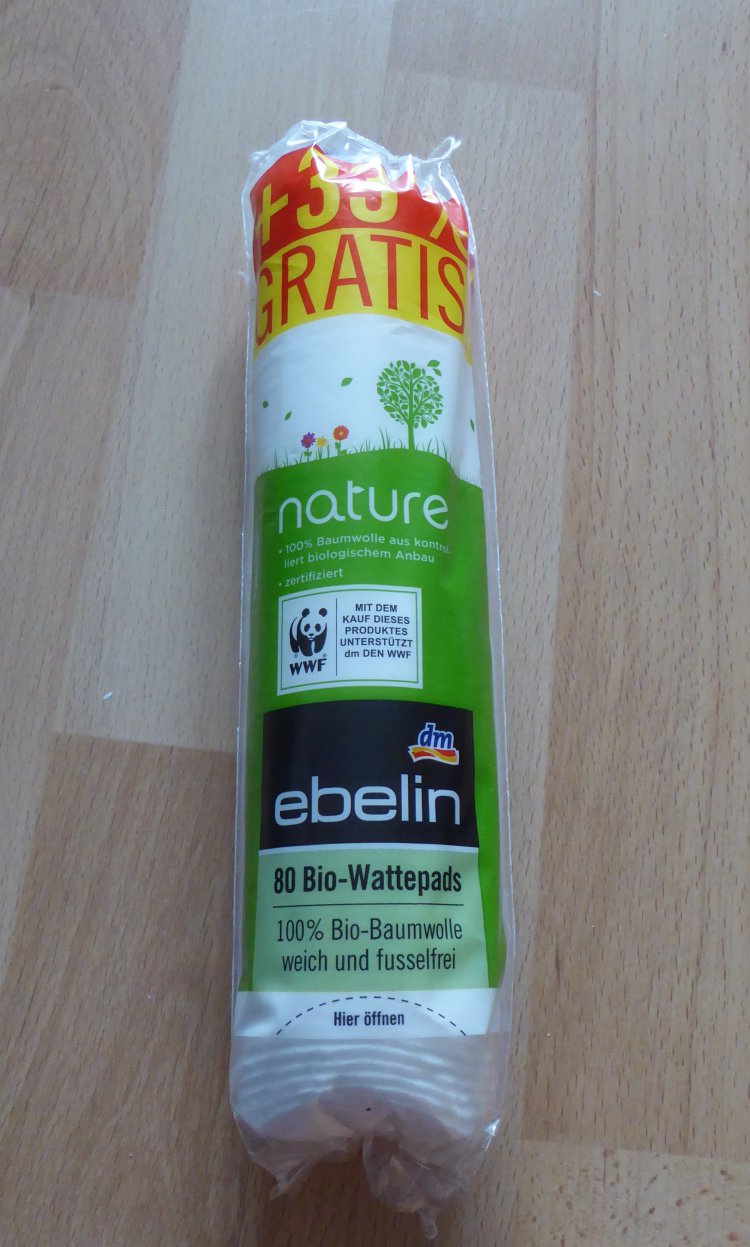 +33%
GRATIS
nature
• 100% Baumwolle aus kontrol-
liert biologischem Anbau
• zertifiziert
MIT DEM
KAUF DIESES
PRODUKTES
UNTERSTÜTZT
dm DEN WWF
WWF®
dm
ebelin
80 Bio-Wattepads
100% Bio-Baumwolle
weich und fusselfrei
Hier öffnen